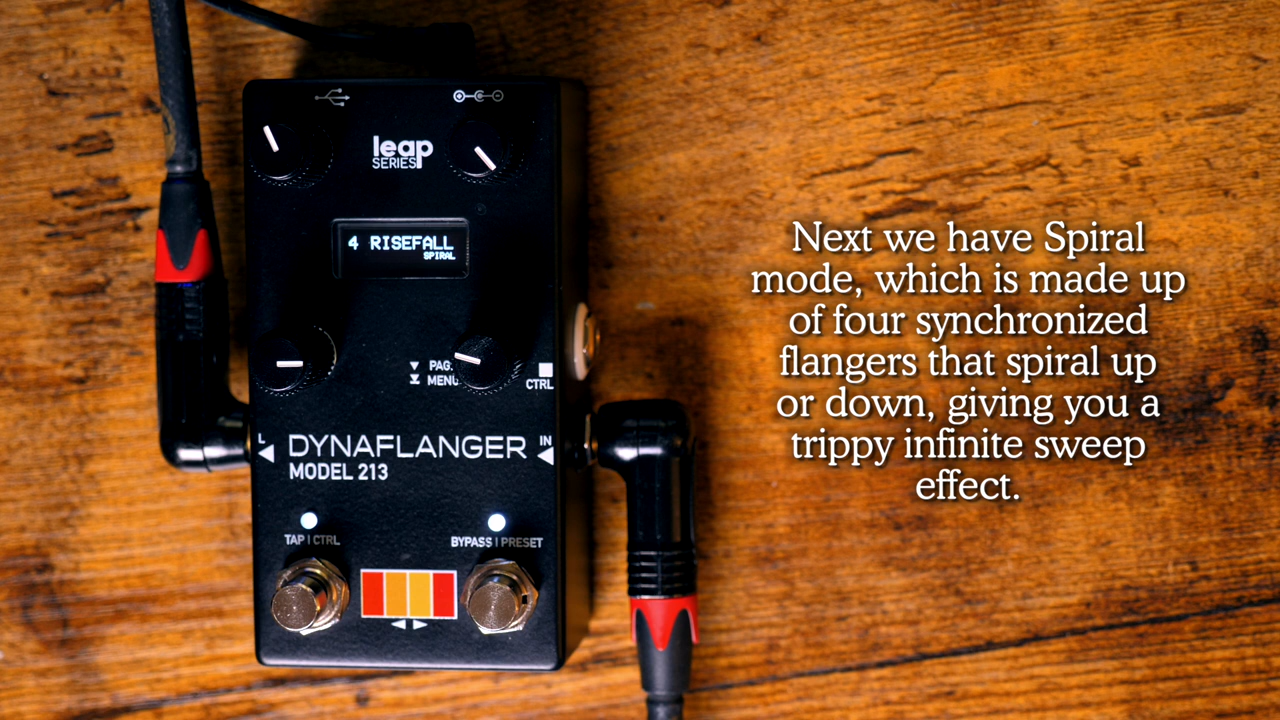 leap
SERIES
4 RISEFALL
SPIRAL
PAG
MENU
CTRL
L
DYNAFLANGER
IN
MODEL 213
TAP | CTRL
BYPASS | PRESET
Next we have Spiral
mode, which is made up
of four synchronized
flangers that spiral up
or down, giving you a
trippy infinite sweep
effect.